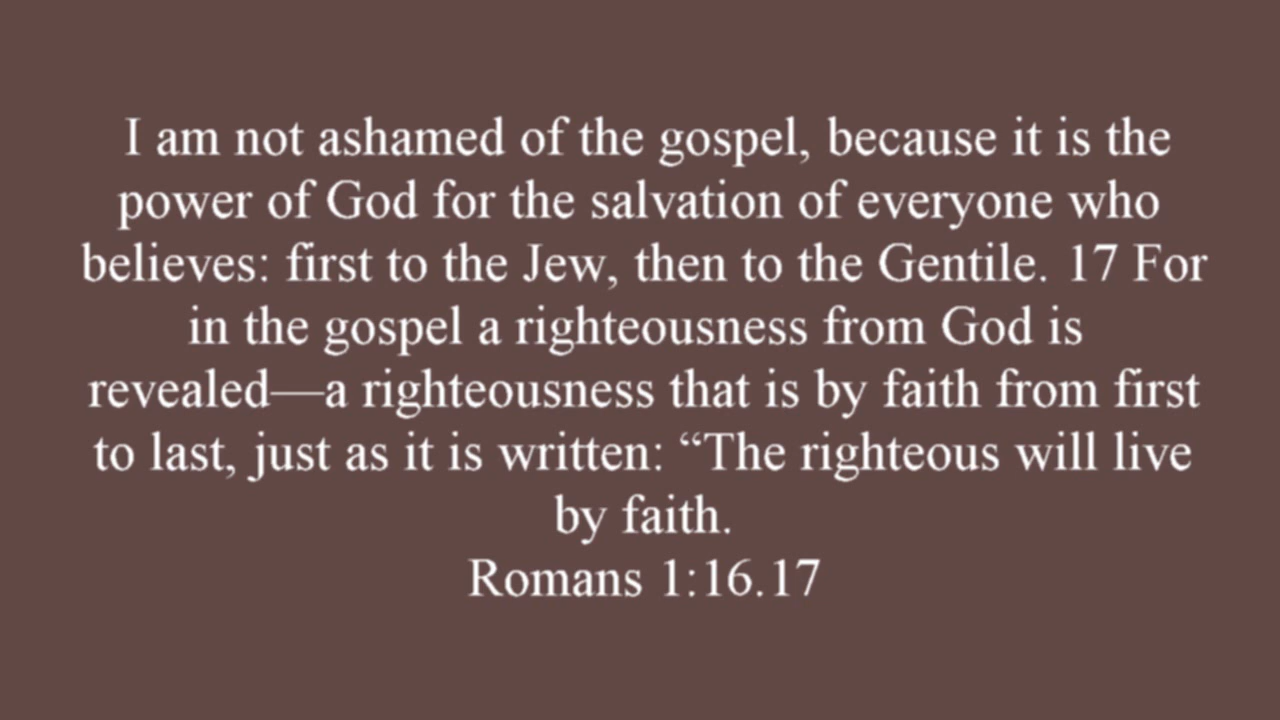 I am not ashamed of the gospel, because it is the
power of God for the salvation of everyone who
believes: first to the Jew, then to the Gentile. 17 For
in the gospel a righteousness from God is
revealed—a righteousness that is by faith from first
to last, just as it is written: “The righteous will live
by faith.
Romans 1:16.17